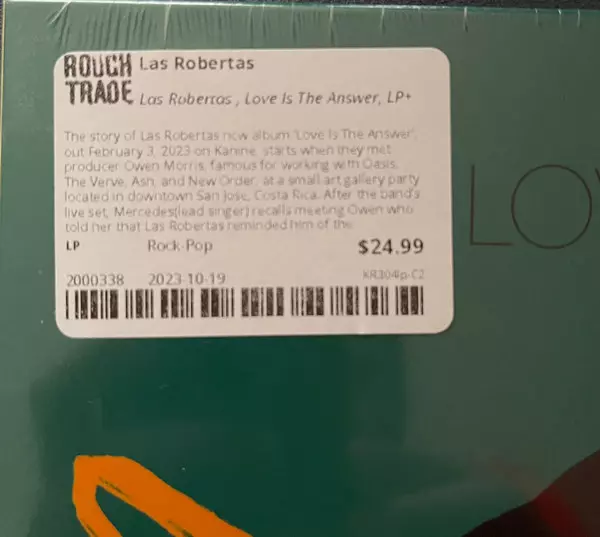 ROUGH TRADE
Las Robertas
Las Robertas , Love Is The Answer, LP+
The story of Las Robertas new album 'Love Is The Answer',
out February 3, 2023 on Kanine, starts when they met
producer Owen Morris, famous for working with Oasis,
The Verve, Ash, and New Order, at a small art gallery party
located in downtown San Jose, Costa Rica. After the band's
live set, Mercedes(lead singer) recalls meeting Owen who
told her that Las Robertas reminded him of the
LP Rock-Pop $24.99
2000338 2023-10-19 KR304lp-C2
LO